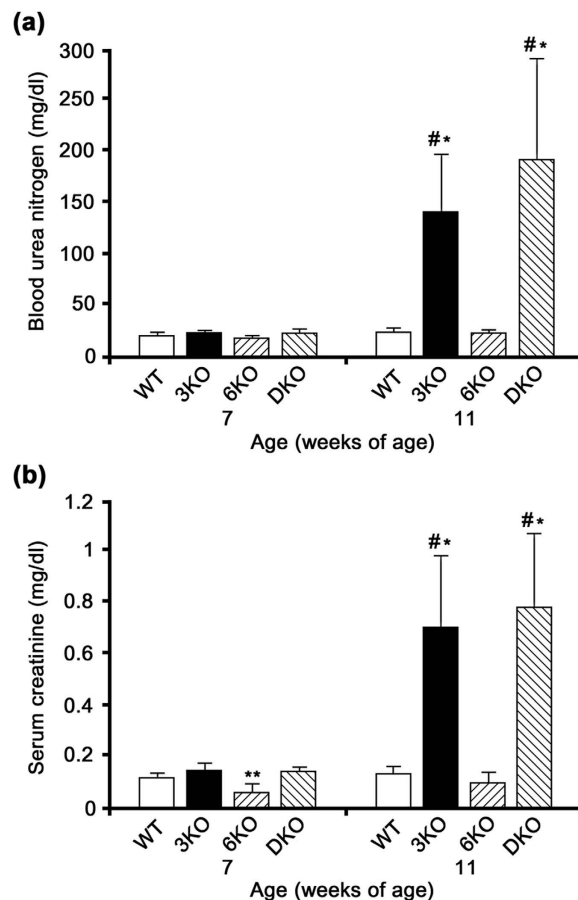 (a)
Blood urea nitrogen (mg/dl)
300
250
200
150
100
50
0
#* #*
WT 3KO 6KO DKO WT 3KO 6KO DKO
7 11
Age (weeks of age)
(b)
Serum creatinine (mg/dl)
1.2
1
0.8
0.6
0.4
0.2
0
** #* #*
WT 3KO 6KO DKO WT 3KO 6KO DKO
7 11
Age (weeks of age)